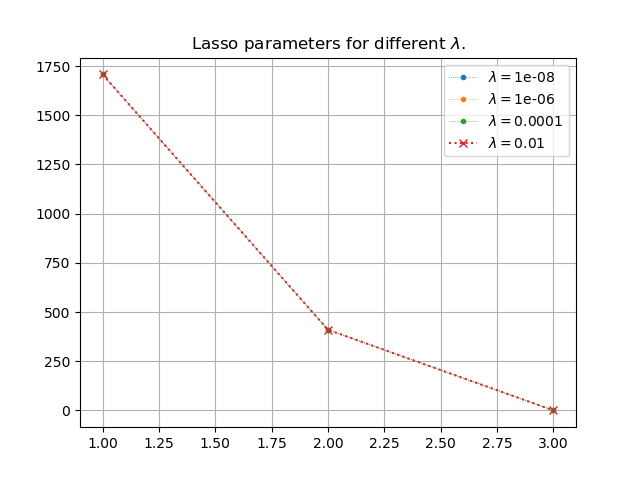 Lasso parameters for different λ.
λ = 1e-08
λ = 1e-06
λ = 0.0001
λ = 0.01
1750
1500
1250
1000
750
500
250
0
1.00 1.25 1.50 1.75 2.00 2.25 2.50 2.75 3.00